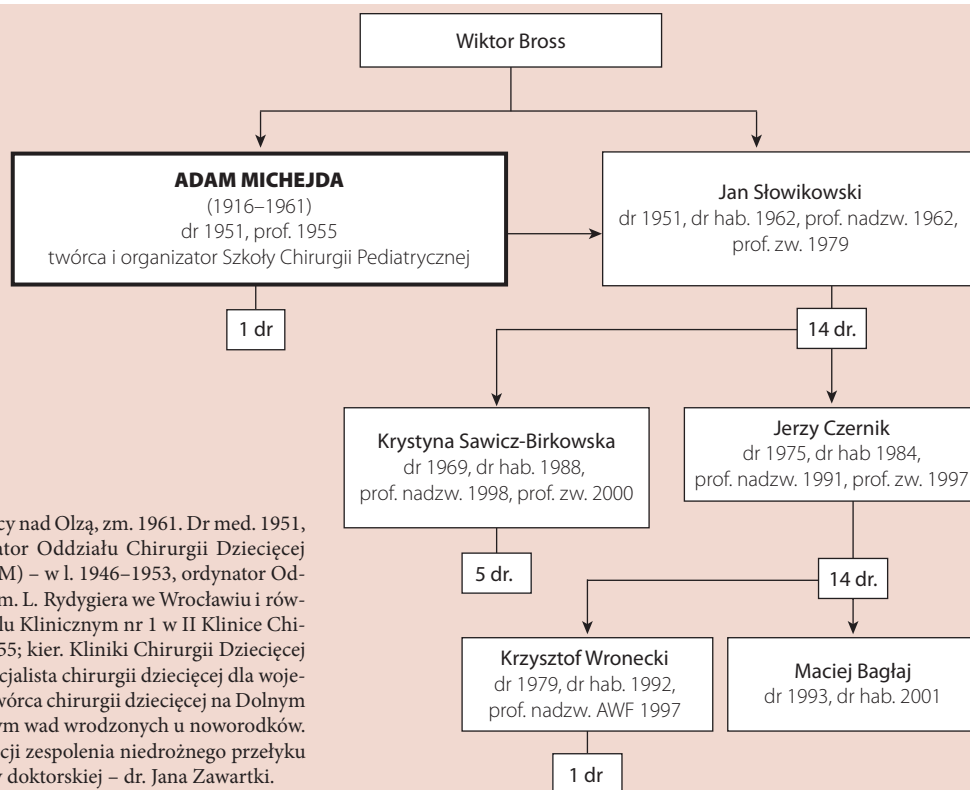 Wiktor Bross
ADAM MICHEJDA
(1916–1961)
dr 1951, prof. 1955
twórca i organizator Szkoły Chirurgii Pediatrycznej
Jan Słowikowski
dr 1951, dr hab. 1962, prof. nadzw. 1962,
prof. zw. 1979
1 dr
14 dr.
Krystyna Sawicz-Birkowska
dr 1969, dr hab. 1988,
prof. nadzw. 1998, prof. zw. 2000
Jerzy Czernik
dr 1975, dr hab 1984,
prof. nadzw. 1991, prof. zw. 1997
5 dr.
14 dr.
Krzysztof Wronecki
dr 1979, dr hab. 1992,
prof. nadzw. AWF 1997
Maciej Bagłaj
dr 1993, dr hab. 2001
1 dr
cy nad Olzą, zm. 1961. Dr med. 1951,
ator Oddziału Chirurgii Dziecięcej
M) – w l. 1946–1953, ordynator Od-
m. L. Rydygiera we Wrocławiu i rów-
lu Klinicznym nr 1 w II Klinice Chi-
55; kier. Kliniki Chirurgii Dziecięcej
cjalista chirurgii dziecięcej dla woje-
wórca chirurgii dziecięcej na Dolnym
ym wad wrodzonych u noworodków.
cji zespolenia niedrożnego przełyku
y doktorskiej – dr. Jana Zawartki.